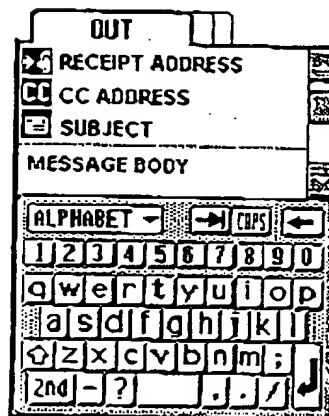 OUT
RECEIPT ADDRESS
CC CC ADDRESS
SUBJECT
MESSAGE BODY
ALPHABET CAPS
1 2 3 4 5 6 7 8 9 0
q w e r t y u i o p
a s d f g h j k l
z x c v b n m ;
2nd - ? , . /